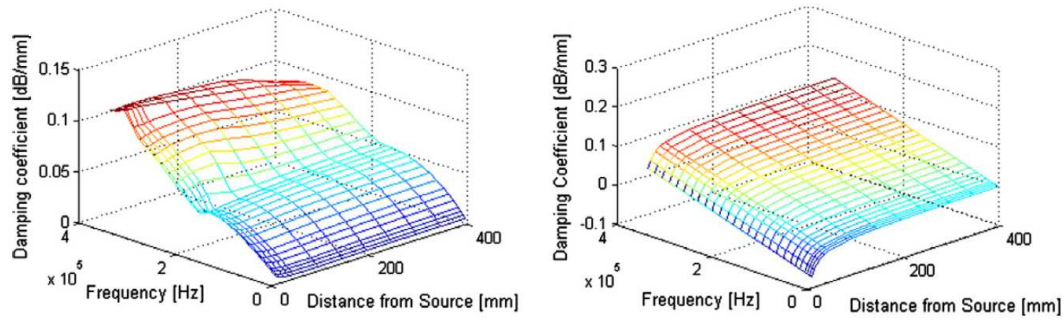 Damping coefficient [dB/mm]
0.15
0.1
0.05
0
4
2
0
x 10
Frequency [Hz]
0
200
400
Distance from Source [mm]
Damping Coefficient [dB/mm]
0.3
0.2
0.1
0
-0.1
4
2
0
x 10
Frequency [Hz]
0
200
400
Distance from Source [mm]